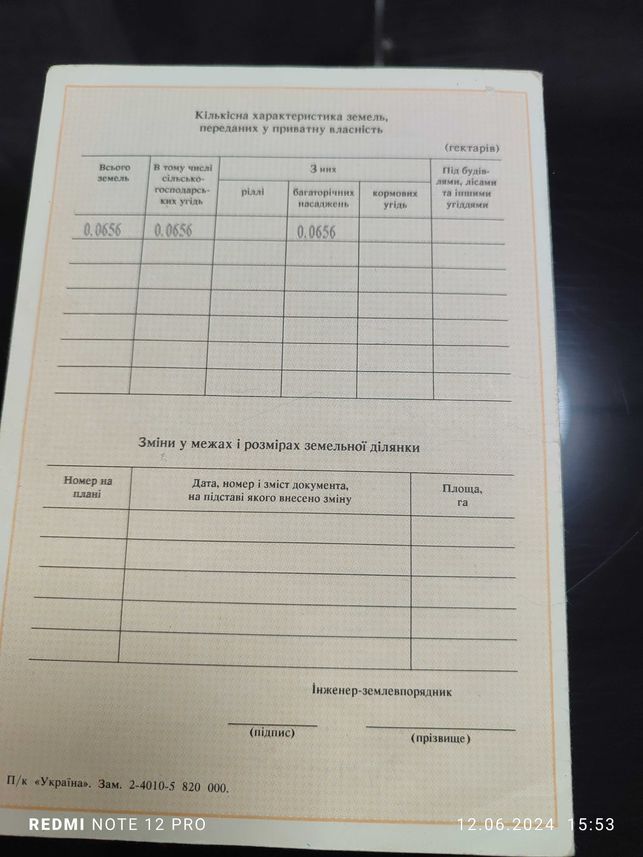 Кількісна характеристика земель,
переданих у приватну власність
(гектарів)
Всього
земель
В тому числі
сільсько-
господарсь-
ких угідь
З них
ріллі
багаторічних
насаджень
кормових
угідь
Під будів-
лями, лісами
та іншими
угіддями
0.0656 0.0656 0.0656
Зміни у межах і розмірах земельної ділянки
Номер на
плані
Дата, номер і зміст документа,
на підставі якого внесено зміну
Площа,
га
Інженер-землевпорядник
(підпис) (прізвище)
П/к «Україна». Зам. 2-4010-5 820 000.
REDMI NOTE 12 PRO 12.06.2024 15:53